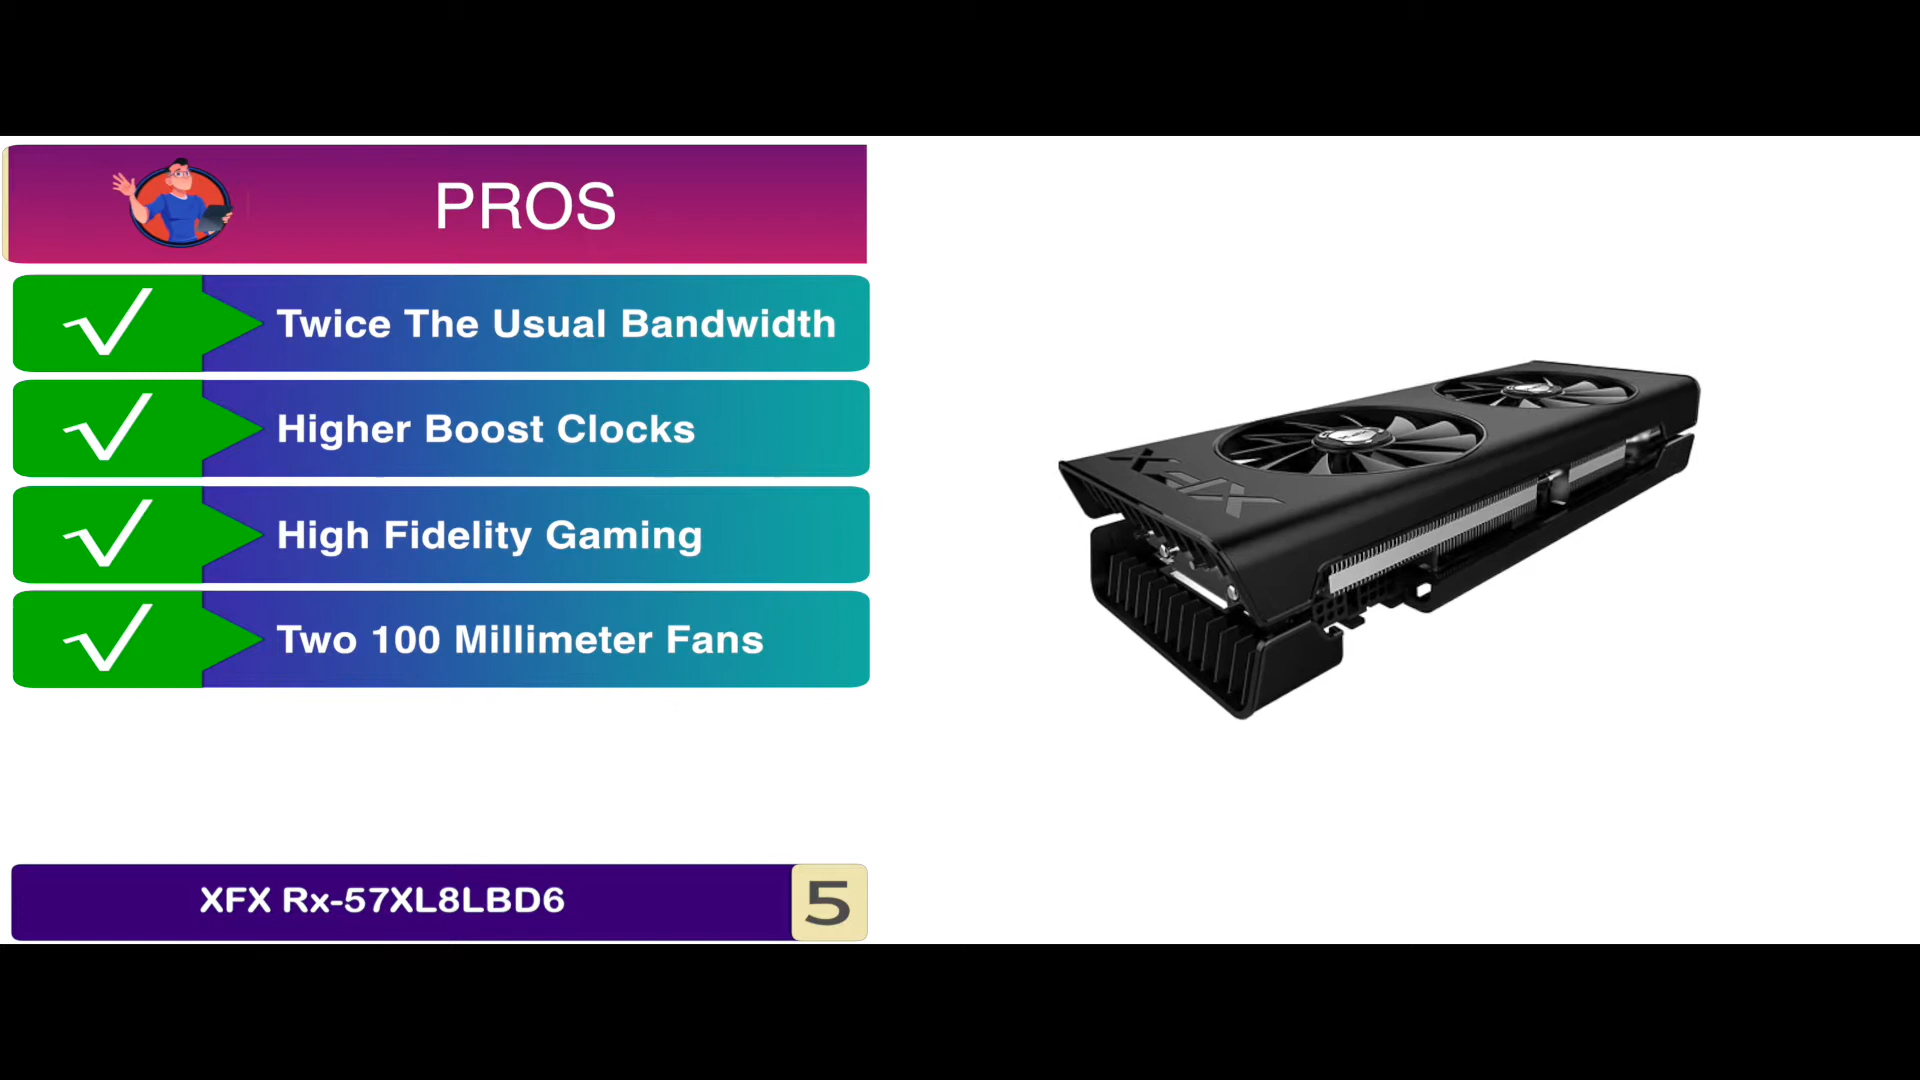 PROS
Twice The Usual Bandwidth
Higher Boost Clocks
High Fidelity Gaming
Two 100 Millimeter Fans
XFX Rx-57XL8LBD6
5
XFX